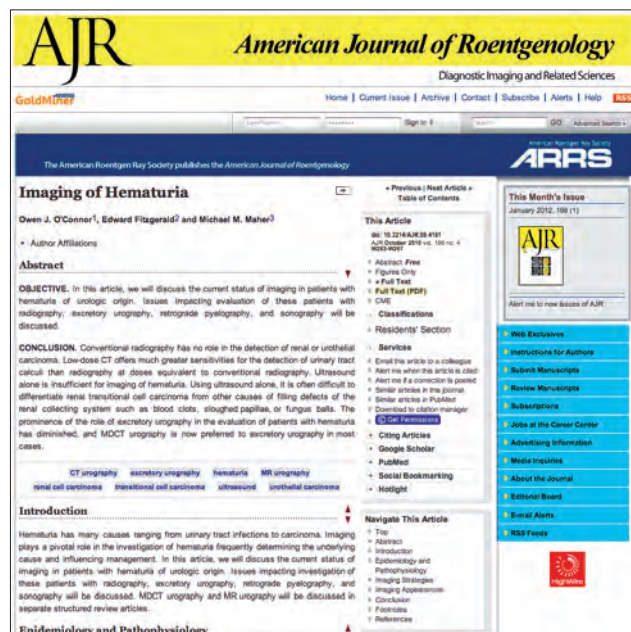 AJR
American Journal of Roentgenology
Diagnostic Imaging and Related Sciences
GoldMiner
Home | Current Issue | Archive | Contact | Subscribe | Alerts | Help RSS
Sign In
GO Advanced Search »
American Roentgen Ray Society
ARRS
The American Roentgen Ray Society publishes the American Journal of Roentgenology
Imaging of Hematuria
Owen J. O'Connor1, Edward Fitzgerald2 and Michael M. Maher3
Author Affiliations
Abstract
OBJECTIVE. In this article, we will discuss the current status of imaging in patients with
hematuria of urologic origin. Issues impacting evaluation of these patients with
radiography, excretory urography, retrograde pyelography, and sonography will be
discussed.
CONCLUSION. Conventional radiography has no role in the detection of renal or urothelial
carcinoma. Low-dose CT offers much greater sensitivities for the detection of urinary tract
calculi than radiography at doses equivalent to conventional radiography. Ultrasound
alone is insufficient for imaging of hematuria. Using ultrasound alone, it is often difficult to
differentiate renal transitional cell carcinoma from other causes of filling defects of the
renal collecting system such as blood clots, sloughed papillae, or fungus balls. The
prominence of the role of excretory urography in the evaluation of patients with hematuria
has diminished, and MDCT urography is now preferred to excretory urography in most
cases.
CT urography excretory urography hematuria MR urography
renal cell carcinoma transitional cell carcinoma ultrasound urothelial carcinoma
Introduction
Hematuria has many causes ranging from urinary tract infections to carcinoma. Imaging
plays a pivotal role in the investigation of hematuria frequently determining the underlying
cause and influencing management. In this article, we will discuss the current status of
imaging in patients with hematuria of urologic origin. Issues impacting investigation of
these patients with radiography, excretory urography, retrograde pyelography, and
sonography will be discussed. MDCT urography and MR urography will be discussed in
separate structured review articles.
Epidemiology and Pathophysiology
« Previous | Next Article »
Table of Contents
This Article
AJR October 2010 vol. 195 no. 4
W263-W267
Abstract Free
Figures Only
» Full Text
Full Text (PDF)
CME
Classifications
Residents' Section
Services
Email this article to a colleague
Alert me when this article is cited
Alert me if a correction is posted
Similar articles in this journal
Similar articles in PubMed
Download to citation manager
© Get Permissions
+ Citing Articles
+ Google Scholar
+ PubMed
+ Social Bookmarking
+ Hotlight
Navigate This Article
Top
Abstract
Introduction
Epidemiology and
Pathophysiology
Imaging Strategies
Imaging Appearances
Conclusion
Footnotes
References
This Month's Issue
January 2012, 198 (1)
AJR
Alert me to new issues of AJR
Web Exclusives
Instructions for Authors
Submit Manuscripts
Review Manuscripts
Subscriptions
Jobs at the Career Center
Advertising Information
Media Inquiries
About the Journal
Editorial Board
E-mail Alerts
RSS Feeds
HighWire